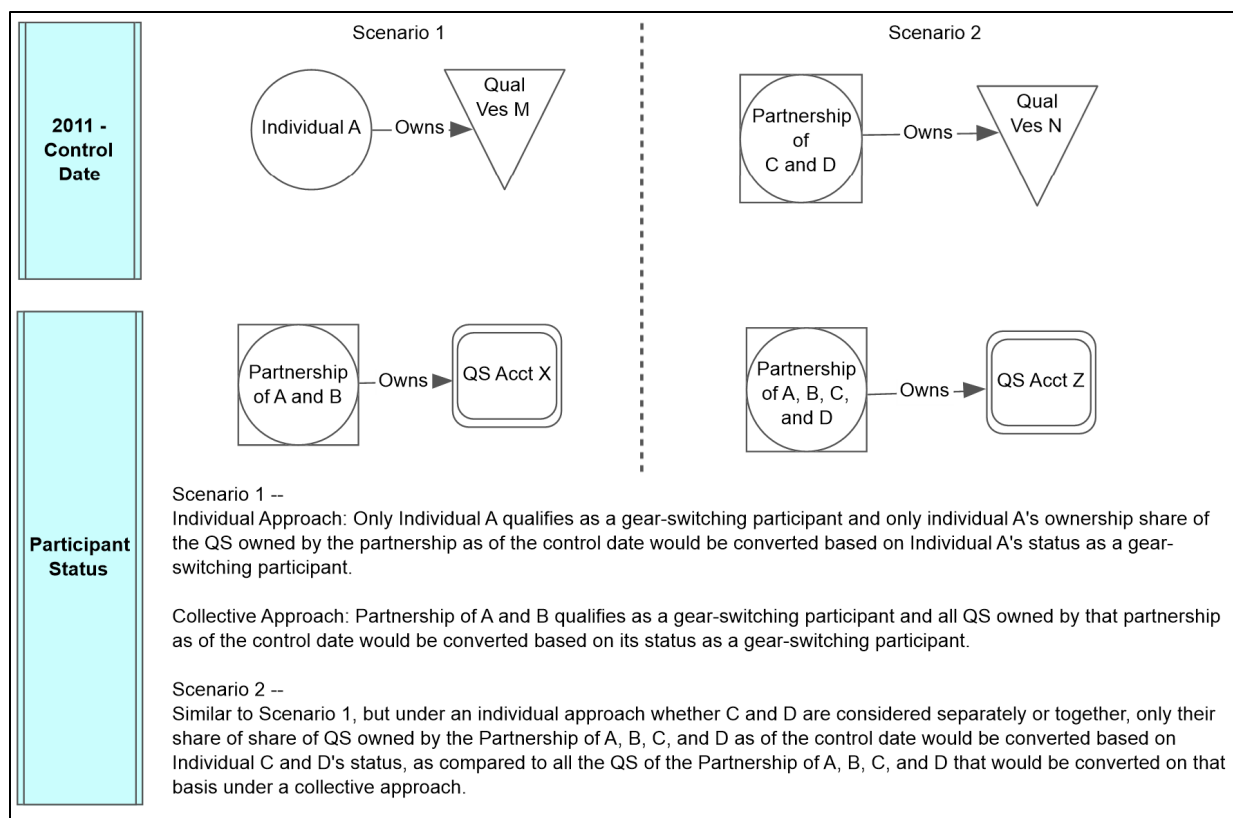 Scenario 1
Scenario 2
2011 -
Control
Date
Individual A
Owns
Qual
Ves M
Partnership
of
C and D
Owns
Qual
Ves N
Partnership
of A and B
Owns
QS Acct X
Partnership
of A, B, C,
and D
Owns
QS Acct Z
Participant
Status
Scenario 1 --
Individual Approach: Only Individual A qualifies as a gear-switching participant and only individual A's ownership share of
the QS owned by the partnership as of the control date would be converted based on Individual A's status as a gear-
switching participant.
Collective Approach: Partnership of A and B qualifies as a gear-switching participant and all QS owned by that partnership
as of the control date would be converted based on its status as a gear-switching participant.
Scenario 2 --
Similar to Scenario 1, but under an individual approach whether C and D are considered separately or together, only their
share of share of QS owned by the Partnership of A, B, C, and D as of the control date would be converted based on
Individual C and D's status, as compared to all the QS of the Partnership of A, B, C, and D that would be converted on that
basis under a collective approach.